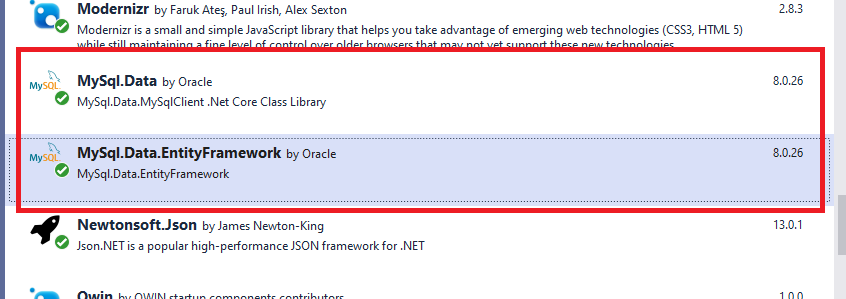 Modernizr by Faruk Ateş, Paul Irish, Alex Sexton 2.8.3
Modernizr is a small and simple JavaScript library that helps you take advantage of emerging web technologies (CSS3, HTML 5)
while still maintaining a fine level of control over older browsers that may not yet support these new technologies.
MySQL MySql.Data by Oracle 8.0.26
MySql.Data.MySqlClient .Net Core Class Library
MySQL MySql.Data.EntityFramework by Oracle 8.0.26
MySql.Data.EntityFramework
Newtonsoft.Json by James Newton-King 13.0.1
Json.NET is a popular high-performance JSON framework for .NET
Owin by OWIN startup components contributors 1.0.0